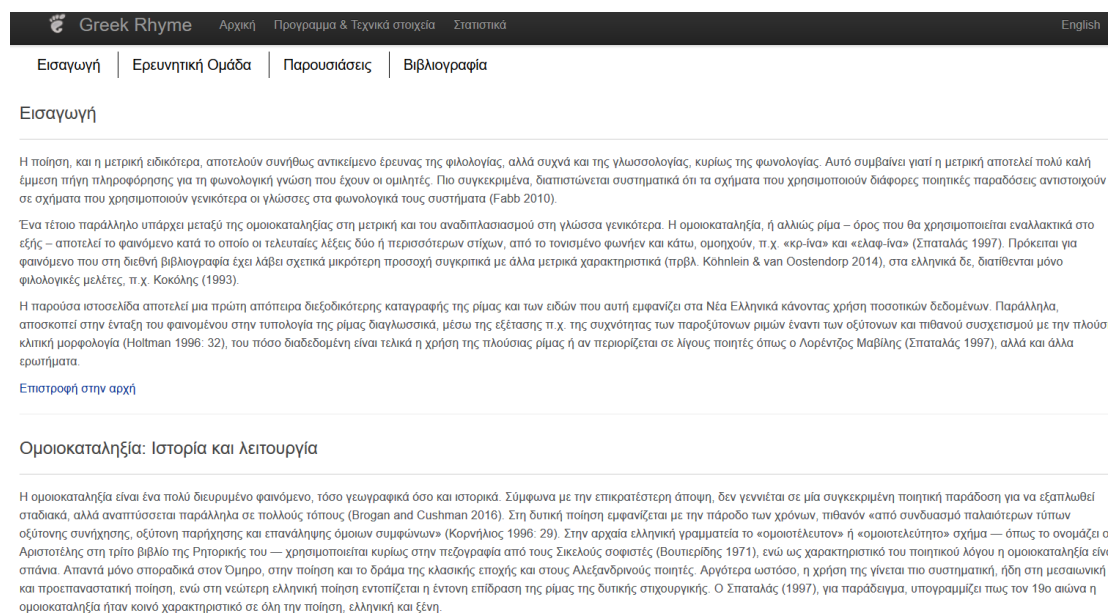 Greek Rhyme Αρχική Προγραμμα & Τεχνικά στοιχεία Στατιστικά English
Εισαγωγή Ερευνητική Ομάδα Παρουσιάσεις Βιβλιογραφία
Εισαγωγή
Η ποίηση, και η μετρική ειδικότερα, αποτελούν συνήθως αντικείμενο έρευνας της φιλολογίας, αλλά συχνά και της γλωσσολογίας, κυρίως της φωνολογίας. Αυτό συμβαίνει γιατί η μετρική αποτελεί πολύ καλή
έμμεση πηγή πληροφόρησης για τη φωνολογική γνώση που έχουν οι ομιλητές. Πιο συγκεκριμένα, διαπιστώνεται συστηματικά ότι τα σχήματα που χρησιμοποιούν διάφορες ποιητικές παραδόσεις αντιστοιχούν
σε σχήματα που χρησιμοποιούν γενικότερα οι γλώσσες στα φωνολογικά τους συστήματα (Fabb 2010).
Ένα τέτοιο παράλληλο υπάρχει μεταξύ της ομοιοκαταληξίας στη μετρική και του αναδιπλασιασμού στη γλώσσα γενικότερα. Η ομοιοκαταληξία, ή αλλιώς ρίμα – όρος που θα χρησιμοποιείται εναλλακτικά στο
εξής – αποτελεί το φαινόμενο κατά το οποίο οι τελευταίες λέξεις δύο ή περισσότερων στίχων, από το τονισμένο φωνήεν και κάτω, ομοηχούν, π.χ. «κρ-ίνα» και «ελαφ-ίνα» (Σπαταλάς 1997). Πρόκειται για
φαινόμενο που στη διεθνή βιβλιογραφία έχει λάβει σχετικά μικρότερη προσοχή συγκριτικά με άλλα μετρικά χαρακτηριστικά (πρβλ. Köhnlein & van Oostendorp 2014), στα ελληνικά δε, διατίθενται μόνο
φιλολογικές μελέτες, π.χ. Κοκόλης (1993).
Η παρούσα ιστοσελίδα αποτελεί μια πρώτη απόπειρα διεξοδικότερης καταγραφής της ρίμας και των ειδών που αυτή εμφανίζει στα Νέα Ελληνικά κάνοντας χρήση ποσοτικών δεδομένων. Παράλληλα,
αποσκοπεί στην ένταξη του φαινομένου στην τυπολογία της ρίμας διαγλωσσικά, μέσω της εξέτασης π.χ. της συχνότητας των παροξύτονων ριμών έναντι των οξύτονων και πιθανού συσχετισμού με την πλούσ
κλιτική μορφολογία (Holtman 1996: 32), του πόσο διαδεδομένη είναι τελικά η χρήση της πλούσιας ρίμας ή αν περιορίζεται σε λίγους ποιητές όπως ο Λορέντζος Μαβίλης (Σπαταλάς 1997), αλλά και άλλα
ερωτήματα.
Επιστροφή στην αρχή
Ομοιοκαταληξία: Ιστορία και λειτουργία
Η ομοιοκαταληξία είναι ένα πολύ διευρυμένο φαινόμενο, τόσο γεωγραφικά όσο και ιστορικά. Σύμφωνα με την επικρατέστερη άποψη, δεν γεννιέται σε μία συγκεκριμένη ποιητική παράδοση για να εξαπλωθεί
σταδιακά, αλλά αναπτύσσεται παράλληλα σε πολλούς τόπους (Brogan and Cushman 2016). Στη δυτική ποίηση εμφανίζεται με την πάροδο των χρόνων, πιθανόν «από συνδυασμό παλαιότερων τύπων
οξύτονης συνήχησης, οξύτονη παρήχησης και επανάληψης όμοιων συμφώνων» (Κορνήλιος 1996: 29). Στην αρχαία ελληνική γραμματεία το «ομοιοτέλευτον» ή «ομοιοτελεύτητο» σχήμα — όπως το ονομάζει ο
Αριστοτέλης στη τρίτο βιβλίο της Ρητορικής του — χρησιμοποιείται κυρίως στην πεζογραφία από τους Σικελούς σοφιστές (Βουτιερίδης 1971), ενώ ως χαρακτηριστικό του ποιητικού λόγου η ομοιοκαταληξία είνα
σπάνια. Απαντά μόνο σποραδικά στον Όμηρο, στην ποίηση και το δράμα της κλασικής εποχής και στους Αλεξανδρινούς ποιητές. Αργότερα ωστόσο, η χρήση της γίνεται πιο συστηματική, ήδη στη μεσαιωνική
και προεπαναστατική ποίηση, ενώ στη νεώτερη ελληνική ποίηση εντοπίζεται η έντονη επίδραση της ρίμας της δυτικής στιχουργικής. Ο Σπαταλάς (1997), για παράδειγμα, υπογραμμίζει πως τον 19ο αιώνα η
ομοιοκαταληξία ήταν κοινό χαρακτηριστικό σε όλη την ποίηση, ελληνική και ξένη.